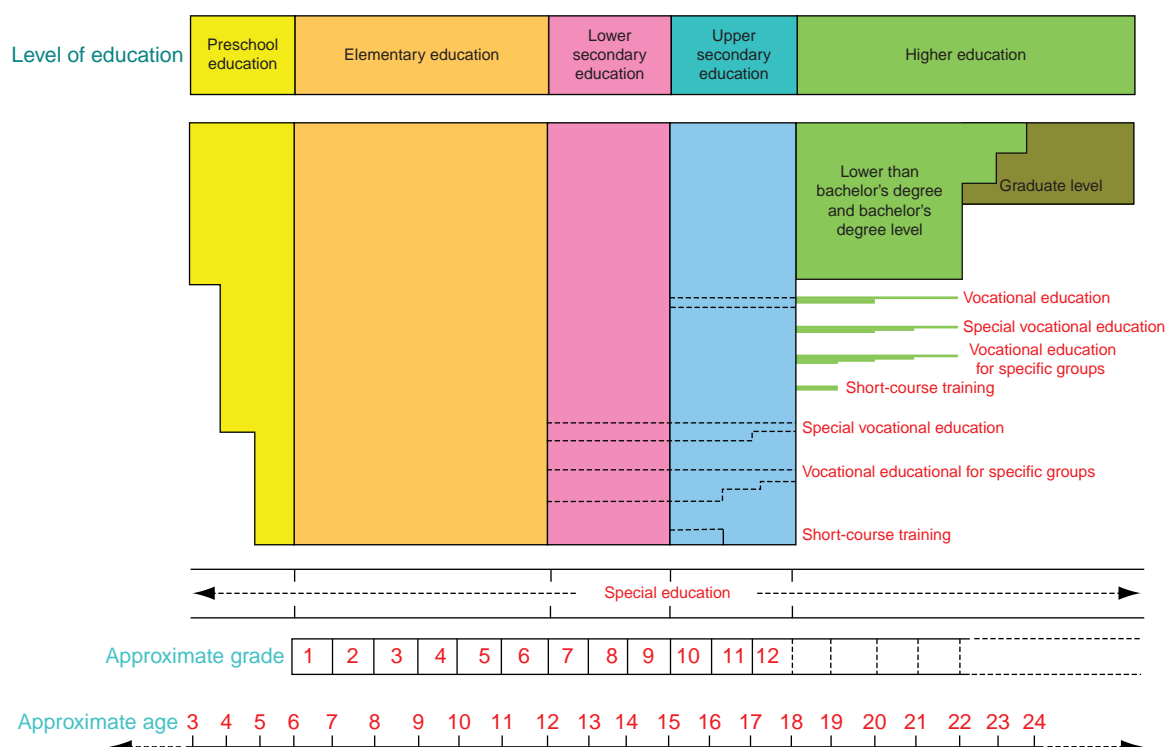 Level of education
Preschool
education
Elementary education
Lower
secondary
education
Upper
secondary
education
Higher education
Lower than
bachelor's degree
and bachelor's
degree level
Graduate level
Vocational education
Special vocational education
Vocational education
for specific groups
Short-course training
Special vocational education
Vocational educational for specific groups
Short-course training
Special education
Approximate grade 1 2 3 4 5 6 7 8 9 10 11 12
Approximate age 3 4 5 6 7 8 9 10 11 12 13 14 15 16 17 18 19 20 21 22 23 24